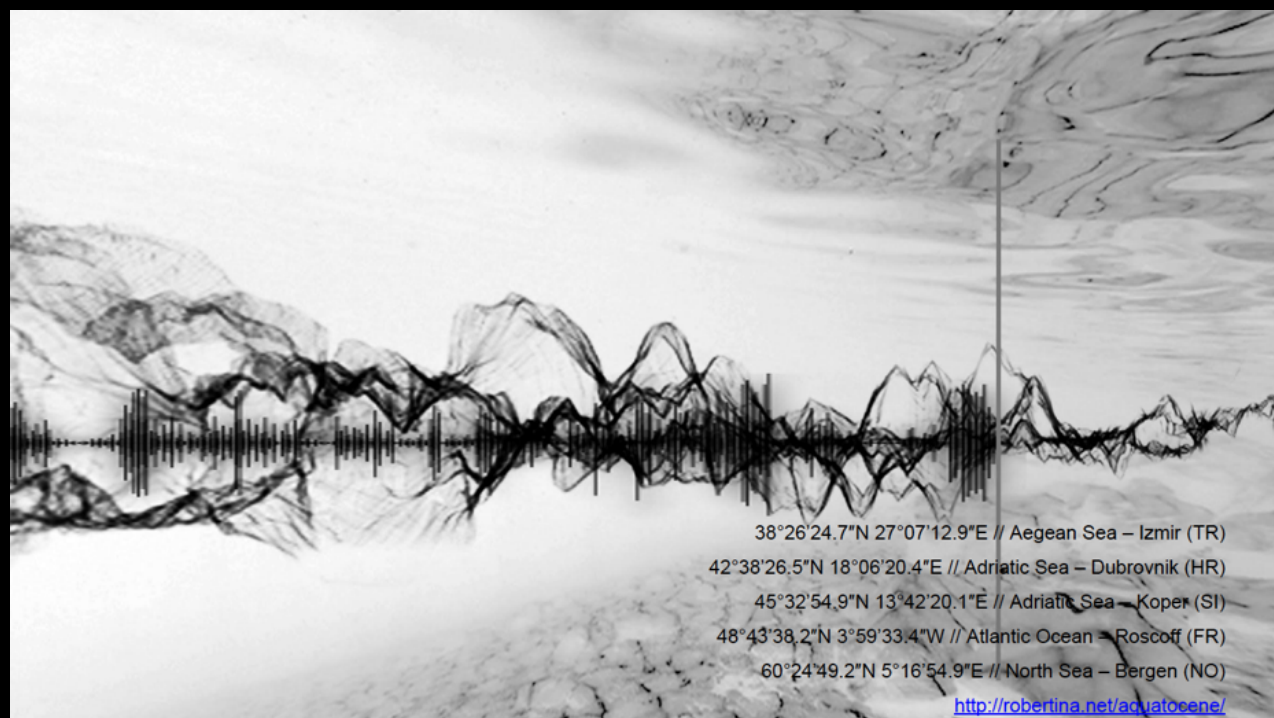 38°26'24.7″N 27°07'12.9″E // Aegean Sea – Izmir (TR)
42°38'26.5″N 18°06'20.4″E // Adriatic Sea – Dubrovnik (HR)
45°32'54.9″N 13°42'20.1″E // Adriatic Sea – Koper (SI)
48°43'38.2″N 3°59'33.4″W // Atlantic Ocean – Roscoff (FR)
60°24'49.2″N 5°16'54.9″E // North Sea – Bergen (NO)
http://robertina.net/aquatocene/